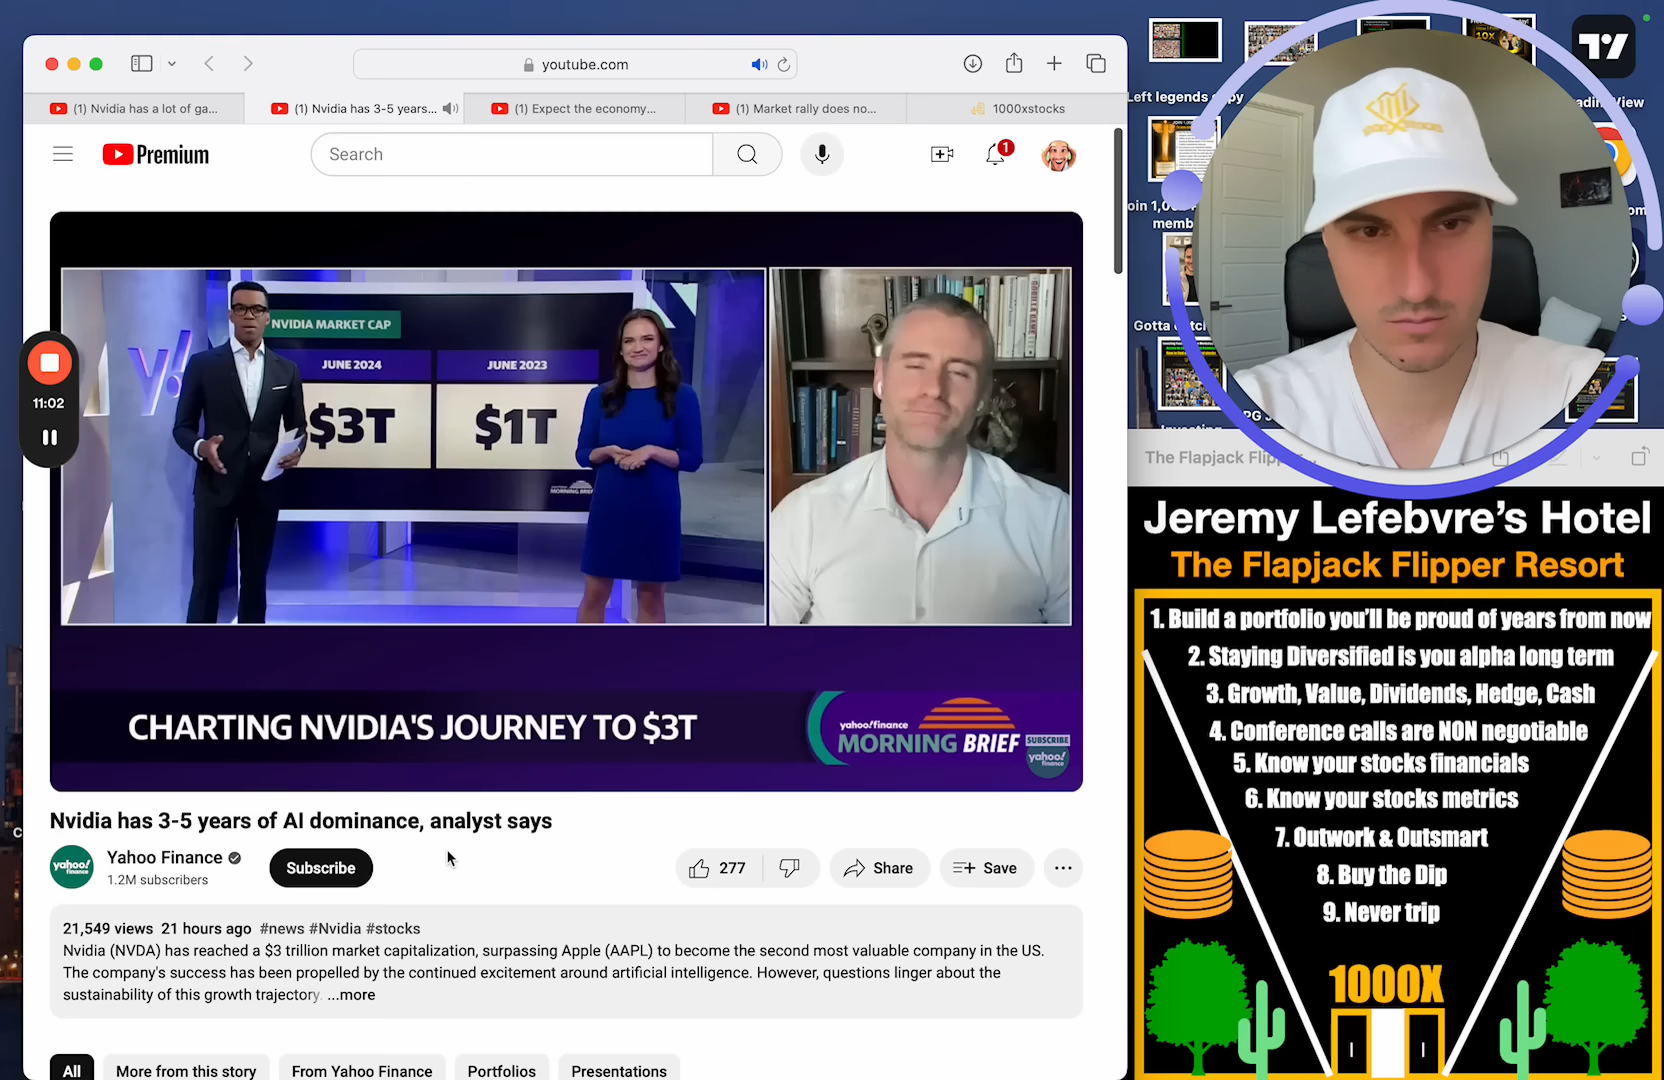 youtube.com
(1) Nvidia has a lot of ga...
(1) Nvidia has 3-5 years...
(1) Expect the economy...
(1) Market rally does no...
1000xstocks
Premium
Search
1
NVIDIA MARKET CAP
JUNE 2024
JUNE 2023
$3T
$1T
MORNING BRIEF
11:02
CHARTING NVIDIA'S JOURNEY TO $3T
yahoo!finance
MORNING BRIEF
SUBSCRIBE
yahoo!
finance
Nvidia has 3-5 years of AI dominance, analyst says
yahoo!
finance
Yahoo Finance
1.2M subscribers
Subscribe
277
Share
Save
21,549 views 21 hours ago #news #Nvidia #stocks
Nvidia (NVDA) has reached a $3 trillion market capitalization, surpassing Apple (AAPL) to become the second most valuable company in the US.
The company's success has been propelled by the continued excitement around artificial intelligence. However, questions linger about the
sustainability of this growth trajectory. ...more
All
More from this story
From Yahoo Finance
Portfolios
Presentations
Left legends copy
10X
Gotta
The Flapjack
Jeremy Lefebvre's Hotel
The Flapjack Flipper Resort
1. Build a portfolio you'll be proud of years from now
2. Staying Diversified is you alpha long term
3. Growth, Value, Dividends, Hedge, Cash
4. Conference calls are NON negotiable
5. Know your stocks financials
6. Know your stocks metrics
7. Outwork & Outsmart
8. Buy the Dip
9. Never trip
1000X